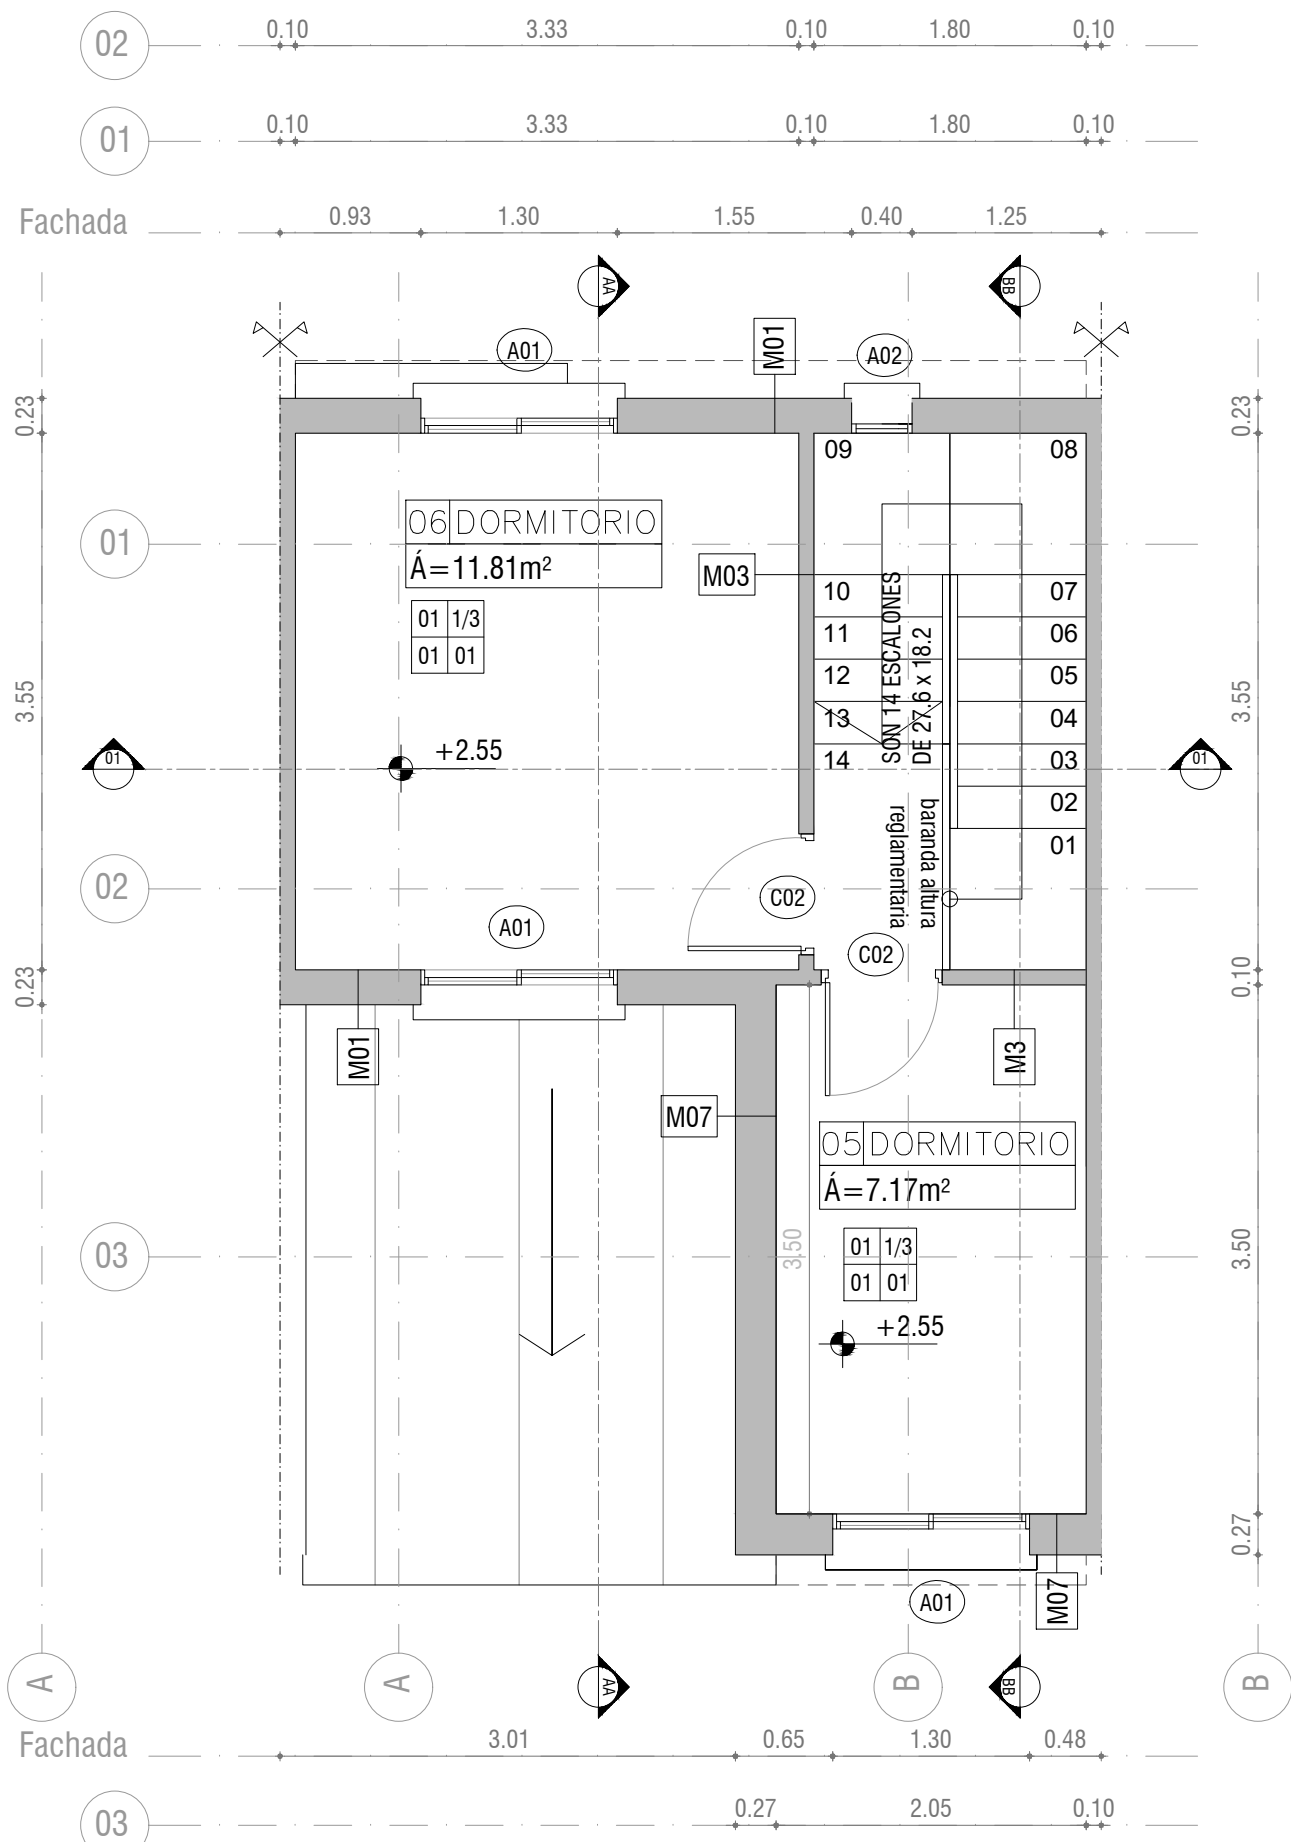 02 0.10 3.33 0.10 1.80 0.10
01 0.10 3.33 0.10 1.80 0.10
Fachada 0.93 1.30 1.55 0.40 1.25
AA BB
A01 M01 A02
0.23 0.23
09 08
06 DORMITORIO
Á=11.81m²
01
M03
10 07
01 1/3
01 01
11 06
12 05
13 04
14 03
02
01
SON 14 ESCALONES
DE 27.6 x 18.2
3.55 3.55
+2.55
01 01
baranda altura
reglamentaria
02
C02
A01
C02
0.23 0.10
M01 M3
M07
05 DORMITORIO
Á=7.17m²
03
3.50
01 1/3
01 01
3.50
+2.55
0.27
A01 M07
A A B B
AA BB
Fachada 3.01 0.65 1.30 0.48
03 0.27 2.05 0.10